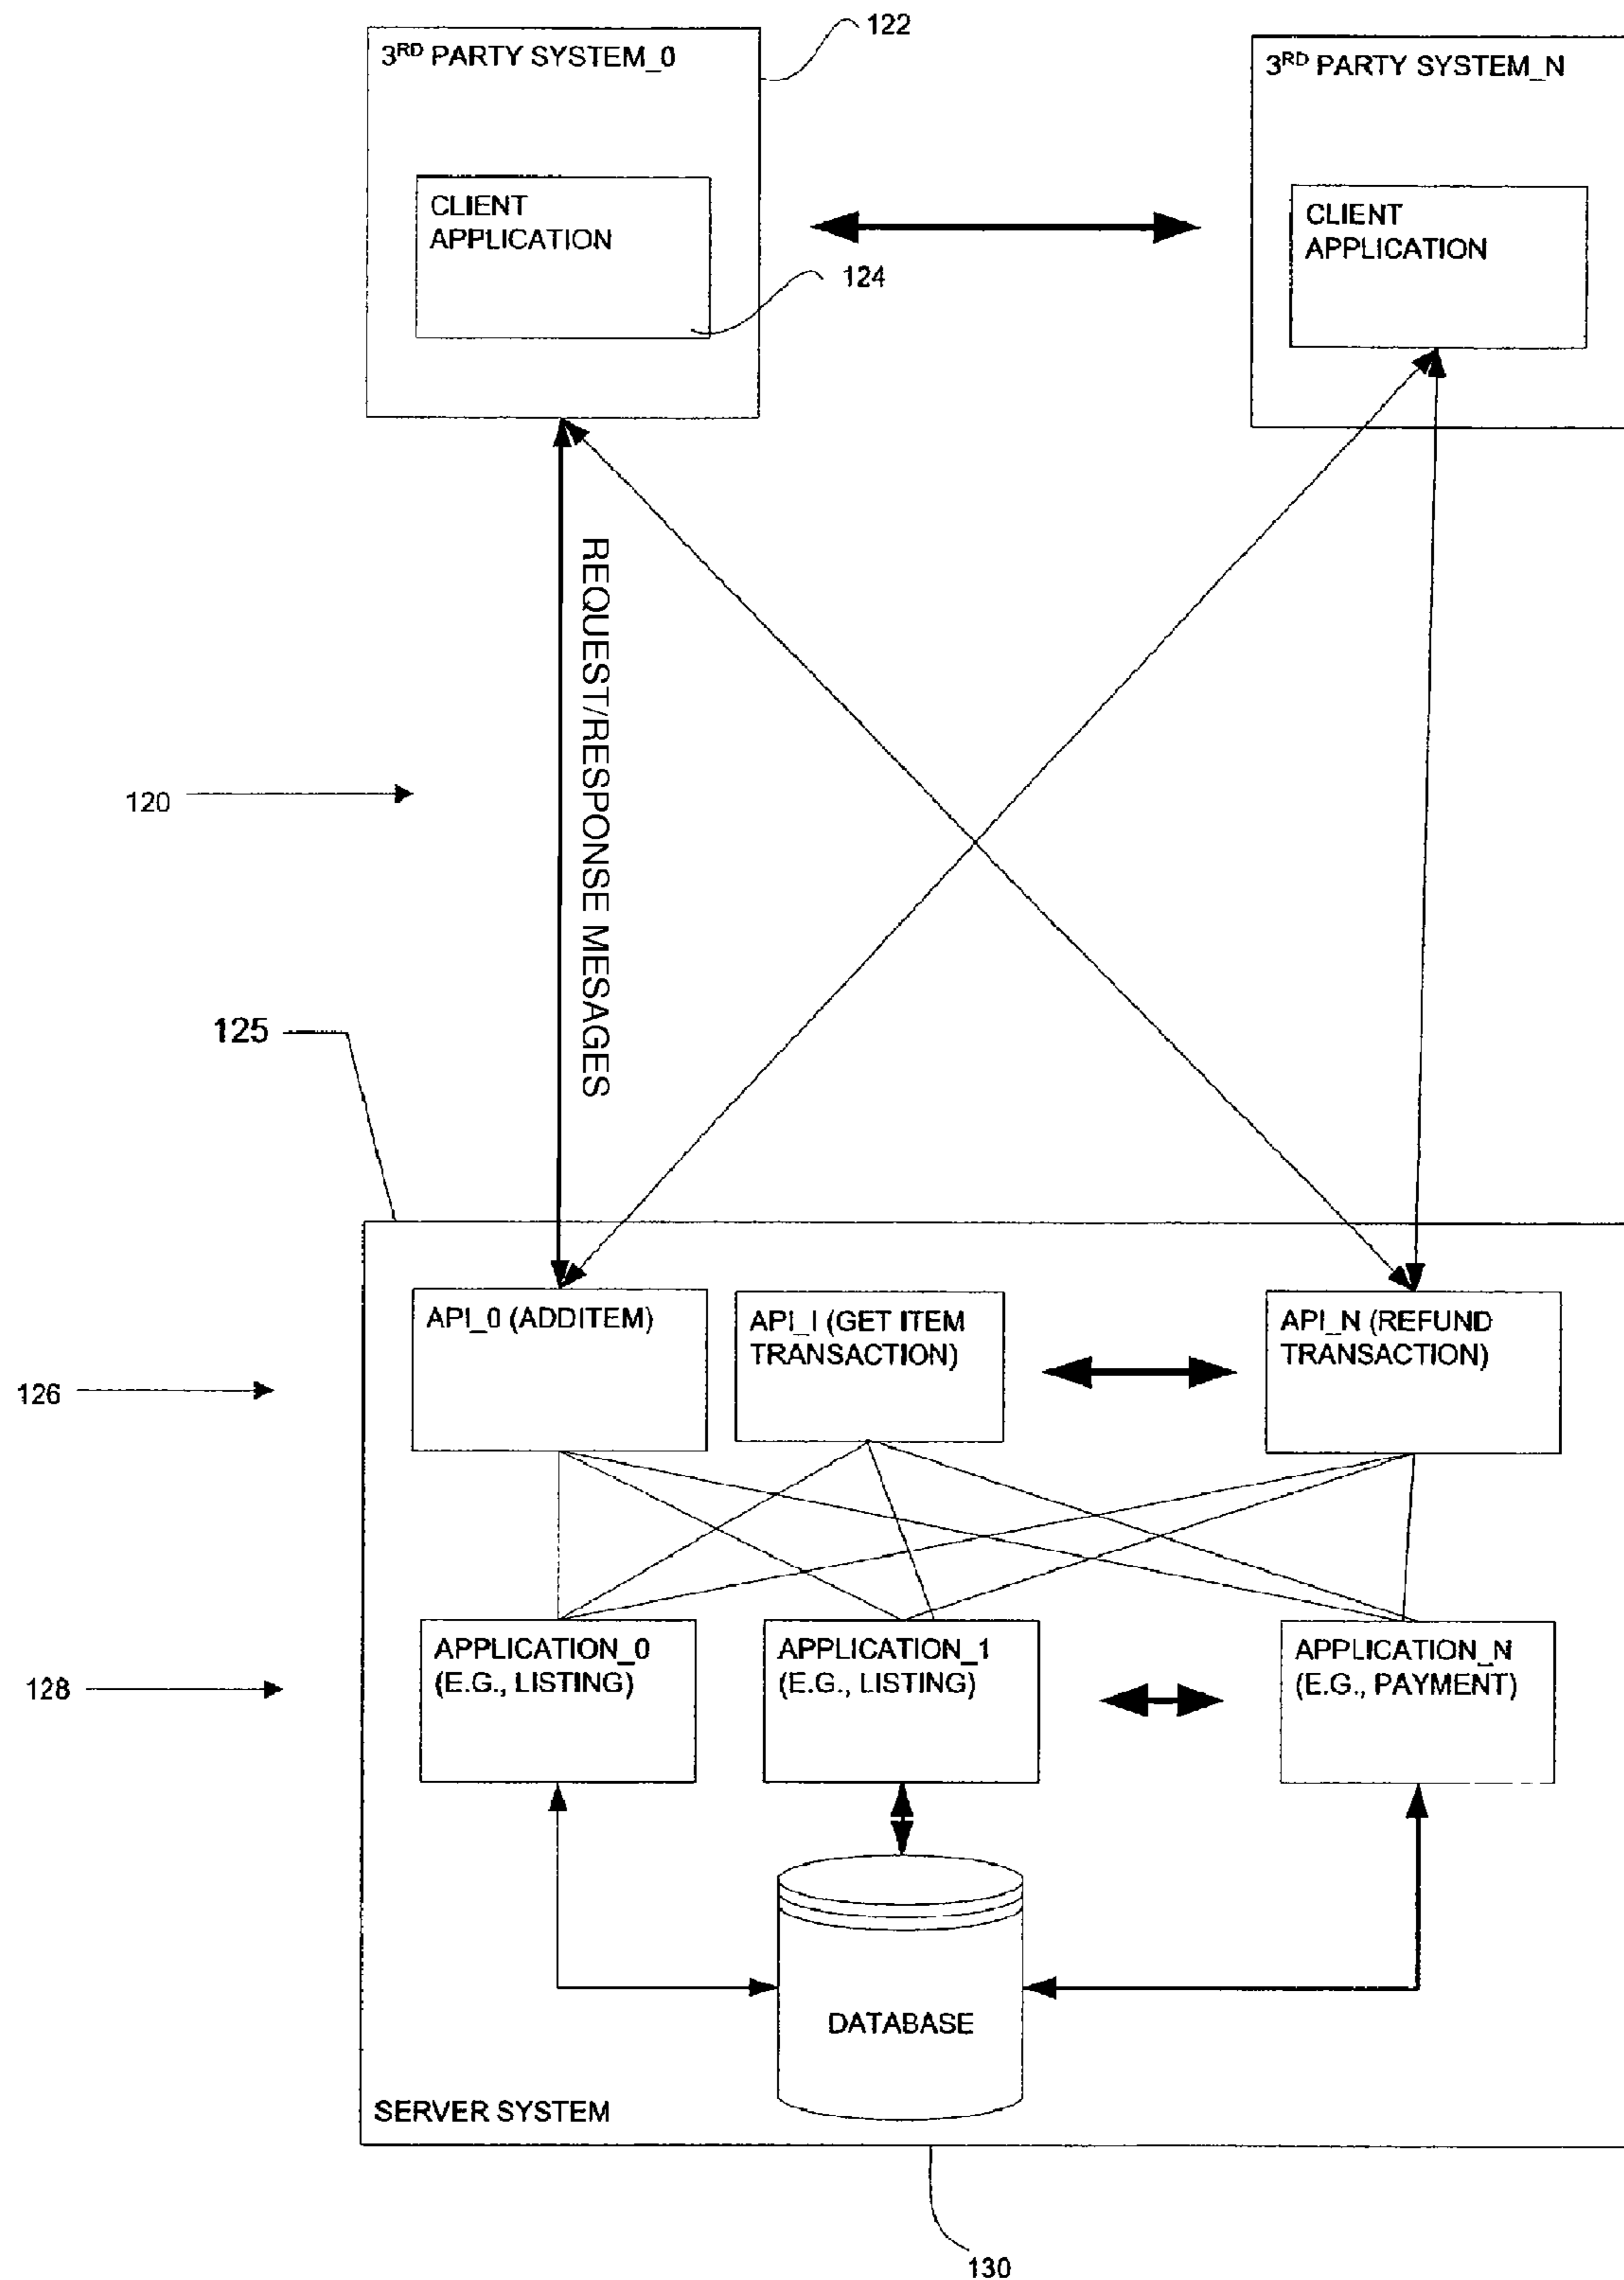 122
3RD PARTY SYSTEM_0
3RD PARTY SYSTEM_N
CLIENT
APPLICATION
CLIENT
APPLICATION
124
REQUEST/RESPONSE MESAGES
120
125
API_0 (ADDITEM)
API_I (GET ITEM
TRANSACTION)
API_N (REFUND
TRANSACTION)
126
APPLICATION_0
(E.G., LISTING)
APPLICATION_1
(E.G., LISTING)
APPLICATION_N
(E.G., PAYMENT)
128
DATABASE
SERVER SYSTEM
130